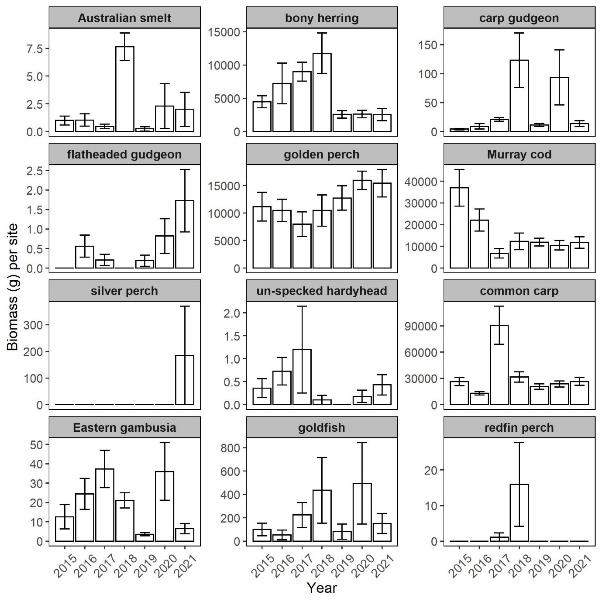 Australian smelt bony herring carp gudgeon
7.5 15000 150
5.0 10000 100
2.5 5000 50
0.0 0 0
flatheaded gudgeon golden perch Murray cod
2.5
2.0 15000 40000
1.5 10000 30000
1.0 20000
0.5 5000 10000
0.0 0 0
Biomass (g) per site
silver perch un-specked hardyhead common carp
300 2.0 90000
200 1.5 60000
100 1.0 30000
0 0.5 0
0.0
Eastern gambusia goldfish redfin perch
50 800
40 600 20
30 400
20 10
10 200
0 0 0
2015 2016 2017 2018 2019 2020 2021 2015 2016 2017 2018 2019 2020 2021 2015 2016 2017 2018 2019 2020 2021
Year